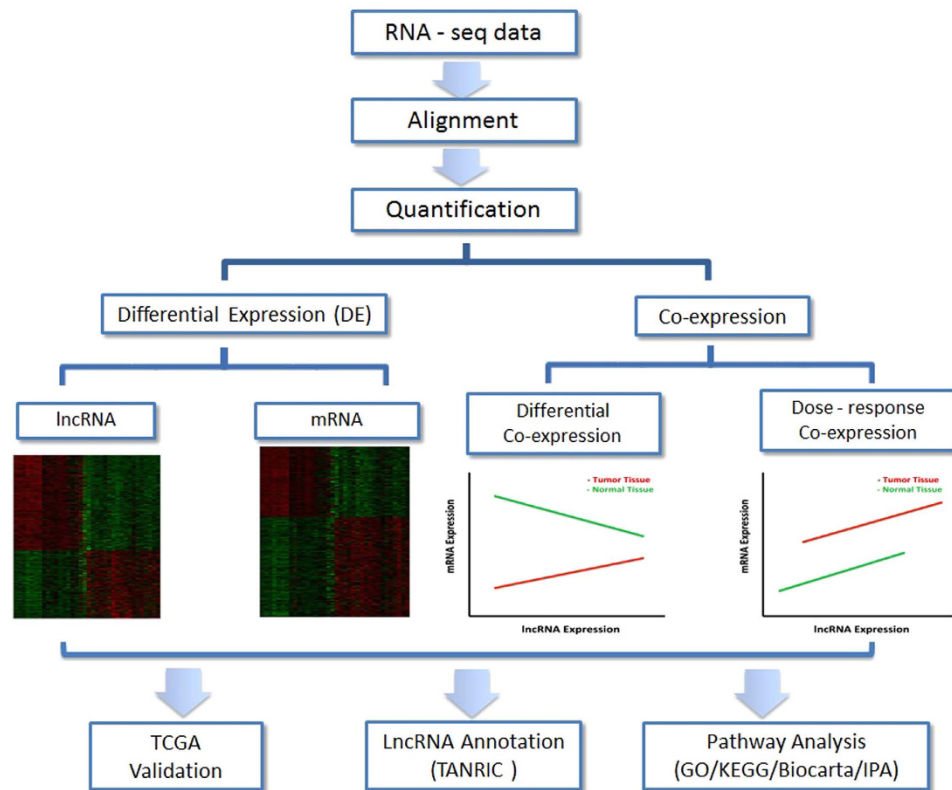 RNA - seq data
Alignment
Quantification
Differential Expression (DE)
Co-expression
lncRNA
mRNA
Differential
Co-expression
Dose - response
Co-expression
- Tumor Tissue
- Normal Tissue
mRNA Expression
lncRNA Expression
- Tumor Tissue
- Normal Tissue
mRNA Expression
lncRNA Expression
TCGA
Validation
LncRNA Annotation
(TANRIC )
Pathway Analysis
(GO/KEGG/Biocarta/IPA)